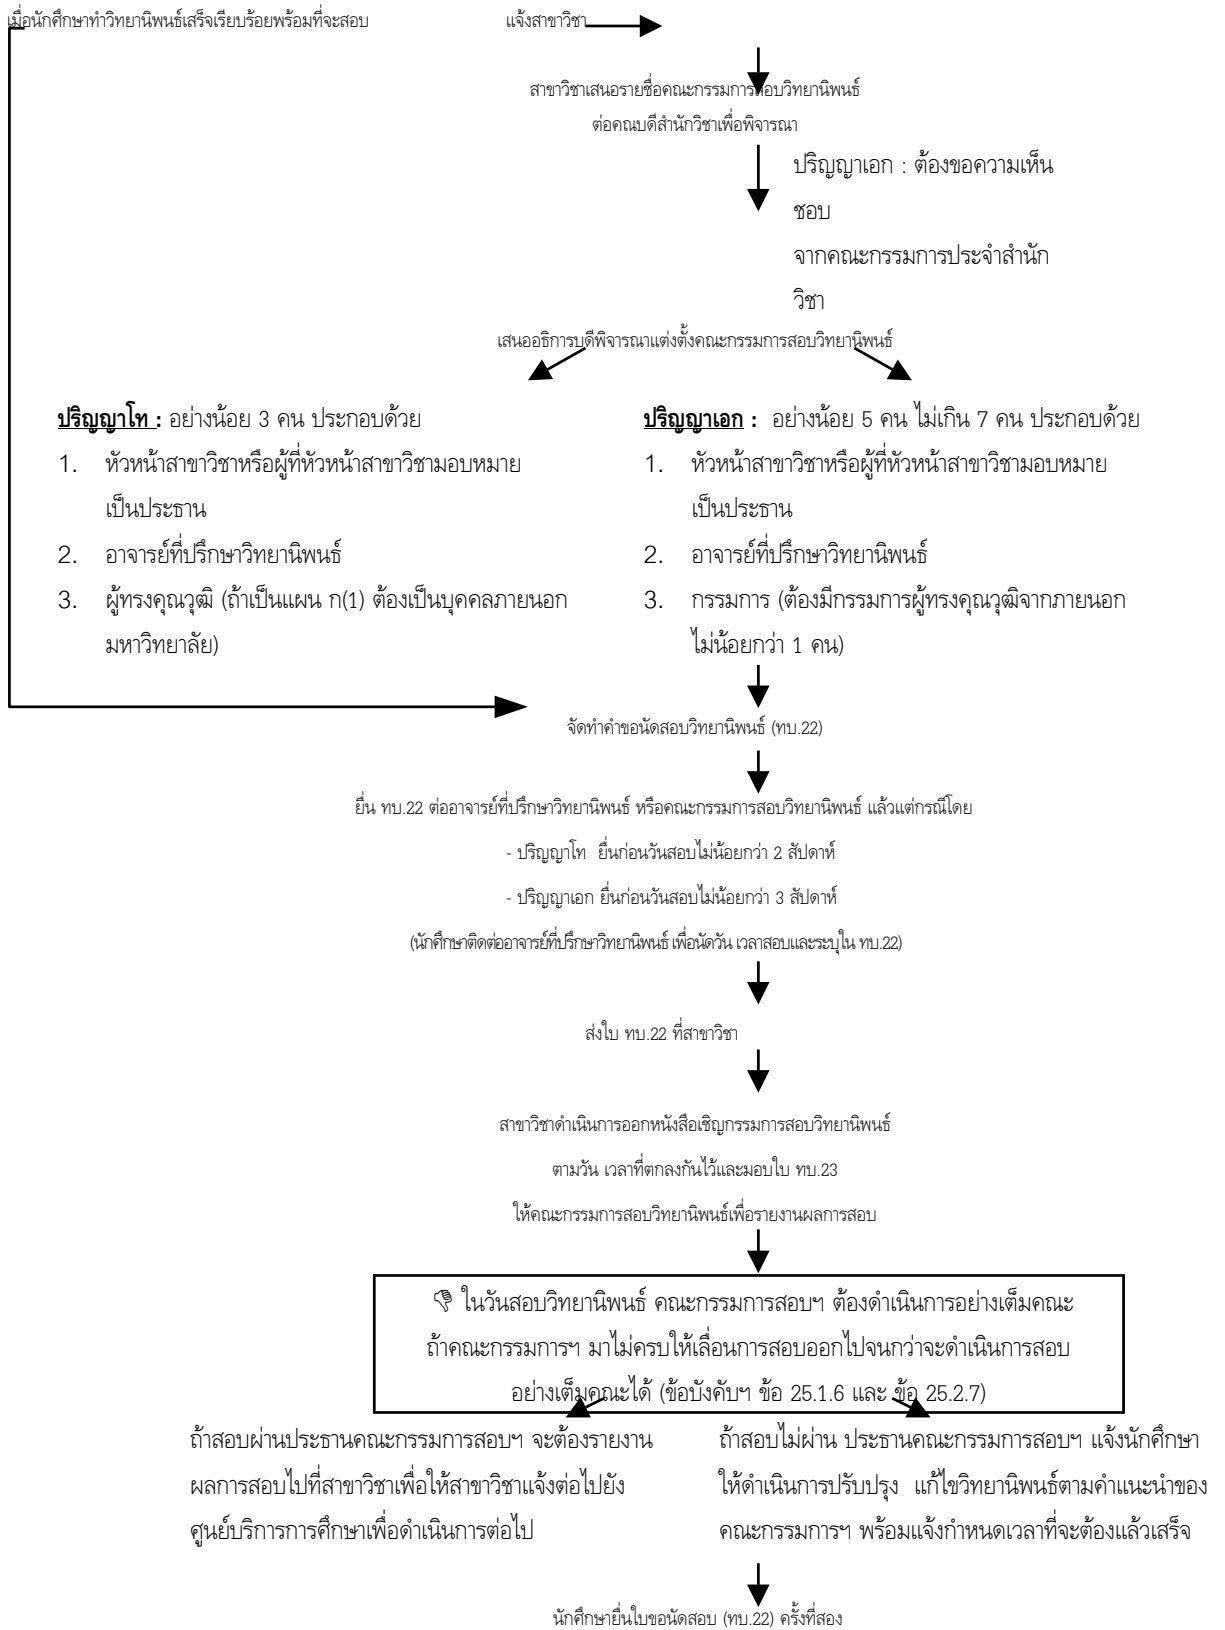 เมื่อนักศึกษาทำวิทยานิพนธ์เสร็จเรียบร้อยพร้อมที่จะสอบ แจ้งสาขาวิชา
สาขาวิชาเสนอรายชื่อคณะกรรมการสอบวิทยานิพนธ์
ต่อคณบดีสำนักวิชาเพื่อพิจารณา
ปริญญาเอก : ต้องขอความเห็น
ชอบ
จากคณะกรรมการประจำสำนัก
วิชา
เสนออธิการบดีพิจารณาแต่งตั้งคณะกรรมการสอบวิทยานิพนธ์
ปริญญาโท : อย่างน้อย 3 คน ประกอบด้วย
1. หัวหน้าสาขาวิชาหรือผู้ที่หัวหน้าสาขาวิชามอบหมาย
เป็นประธาน
2. อาจารย์ที่ปรึกษาวิทยานิพนธ์
3. ผู้ทรงคุณวุฒิ (ถ้าเป็นแผน ก(1) ต้องเป็นบุคคลภายนอก
มหาวิทยาลัย)
ปริญญาเอก : อย่างน้อย 5 คน ไม่เกิน 7 คน ประกอบด้วย
1. หัวหน้าสาขาวิชาหรือผู้ที่หัวหน้าสาขาวิชามอบหมาย
เป็นประธาน
2. อาจารย์ที่ปรึกษาวิทยานิพนธ์
3. กรรมการ (ต้องมีกรรมการผู้ทรงคุณวุฒิจากภายนอก
ไม่น้อยกว่า 1 คน)
จัดทำคำขอนัดสอบวิทยานิพนธ์ (ทบ.22)
ยื่น ทบ.22 ต่ออาจารย์ที่ปรึกษาวิทยานิพนธ์ หรือคณะกรรมการสอบวิทยานิพนธ์ แล้วแต่กรณีโดย
- ปริญญาโท ยื่นก่อนวันสอบไม่น้อยกว่า 2 สัปดาห์
- ปริญญาเอก ยื่นก่อนวันสอบไม่น้อยกว่า 3 สัปดาห์
(นักศึกษาติดต่ออาจารย์ที่ปรึกษาวิทยานิพนธ์ เพื่อนัดวัน เวลาสอบและระบุใน ทบ.22)
ส่งใบ ทบ.22 ที่สาขาวิชา
สาขาวิชาดำเนินการออกหนังสือเชิญกรรมการสอบวิทยานิพนธ์
ตามวัน เวลาที่ตกลงกันไว้และมอบใบ ทบ.23
ให้คณะกรรมการสอบวิทยานิพนธ์เพื่อรายงานผลการสอบ
ในวันสอบวิทยานิพนธ์ คณะกรรมการสอบฯ ต้องดำเนินการอย่างเต็มคณะ
ถ้าคณะกรรมการฯ มาไม่ครบให้เลื่อนการสอบออกไปจนกว่าจะดำเนินการสอบ
อย่างเต็มคณะได้ (ข้อบังคับฯ ข้อ 25.1.6 และ ข้อ 25.2.7)
ถ้าสอบผ่านประธานคณะกรรมการสอบฯ จะต้องรายงาน
ผลการสอบไปที่สาขาวิชาเพื่อให้สาขาวิชาแจ้งต่อไปยัง
ศูนย์บริการการศึกษาเพื่อดำเนินการต่อไป
ถ้าสอบไม่ผ่าน ประธานคณะกรรมการสอบฯ แจ้งนักศึกษา
ให้ดำเนินการปรับปรุง แก้ไขวิทยานิพนธ์ตามคำแนะนำของ
คณะกรรมการฯ พร้อมแจ้งกำหนดเวลาที่จะต้องแล้วเสร็จ
นักศึกษายื่นใบขอนัดสอบ (ทบ.22) ครั้งที่สอง